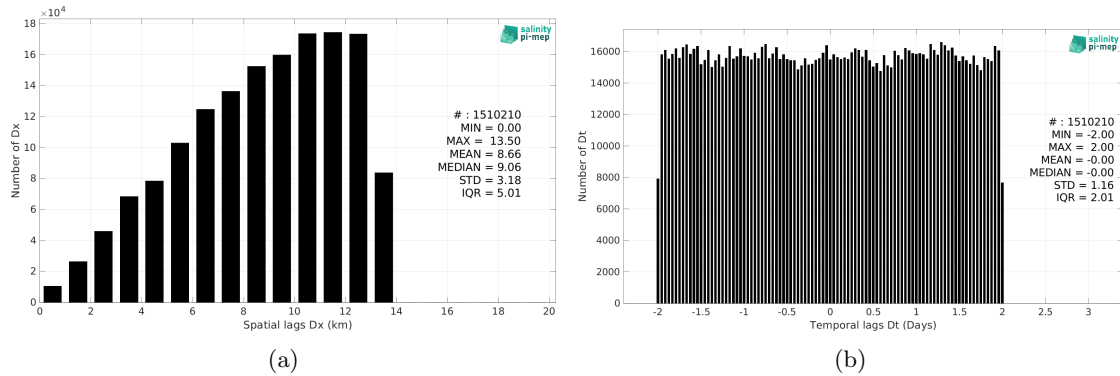 ×10⁴
18
16
14
12
10
8
6
4
2
0
Number of Dx
salinity
pi-mep
# : 1510210
MIN = 0.00
MAX = 13.50
MEAN = 8.66
MEDIAN = 9.06
STD = 3.18
IQR = 5.01
0 2 4 6 8 10 12 14 16 18 20
Spatial lags Dx (km)
(a)
16000
14000
12000
10000
8000
6000
4000
2000
0
Number of Dt
salinity
pi-mep
# : 1510210
MIN = -2.00
MAX = 2.00
MEAN = -0.00
MEDIAN = -0.00
STD = 1.16
IQR = 2.01
-2 -1.5 -1 -0.5 0 0.5 1 1.5 2 2.5 3
Temporal lags Dt (Days)
(b)